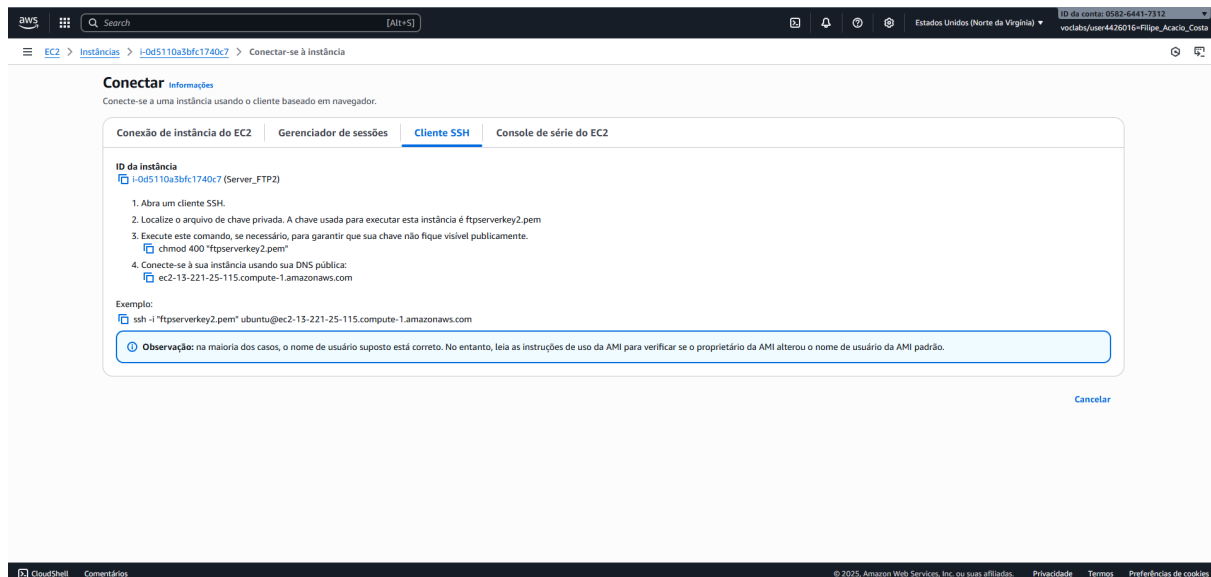 aws
Search
[Alt+S]
Estados Unidos (Norte da Virgínia)
ID da conta: 0582-6441-7312
voclabs/user4426016=Filipe_Acacio_Costa
EC2 > Instâncias > i-0d5110a3bfc1740c7 > Conectar-se à instância
Conectar Informações
Conecte-se a uma instância usando o cliente baseado em navegador.
Conexão de instância do EC2
Gerenciador de sessões
Cliente SSH
Console de série do EC2
ID da instância
i-0d5110a3bfc1740c7 (Server_FTP2)
1. Abra um cliente SSH.
2. Localize o arquivo de chave privada. A chave usada para executar esta instância é ftpserverkey2.pem
3. Execute este comando, se necessário, para garantir que sua chave não fique visível publicamente.
chmod 400 "ftpserverkey2.pem"
4. Conecte-se à sua instância usando sua DNS pública:
ec2-13-221-25-115.compute-1.amazonaws.com
Exemplo:
ssh -i "ftpserverkey2.pem" ubuntu@ec2-13-221-25-115.compute-1.amazonaws.com
Observação: na maioria dos casos, o nome de usuário suposto está correto. No entanto, leia as instruções de uso da AMI para verificar se o proprietário da AMI alterou o nome de usuário da AMI padrão.
Cancelar
CloudShell
Comentários
© 2025, Amazon Web Services, Inc. ou suas afiliadas.
Privacidade
Termos
Preferências de cookies